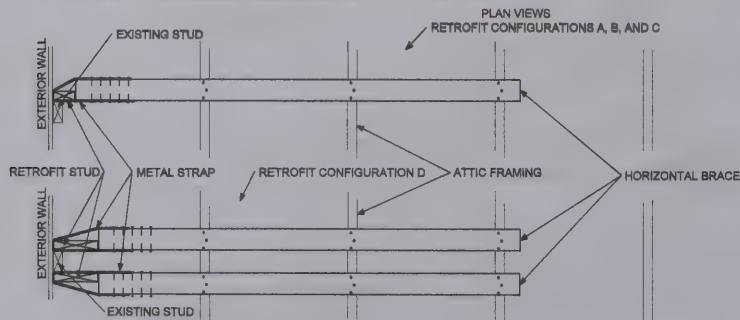 PLAN VIEWS
RETROFIT CONFIGURATIONS A, B, AND C
EXISTING STUD
EXTERIOR WALL
RETROFIT STUD
METAL STRAP
RETROFIT CONFIGURATION D
ATTIC FRAMING
HORIZONTAL BRACE
EXTERIOR WALL
EXISTING STUD